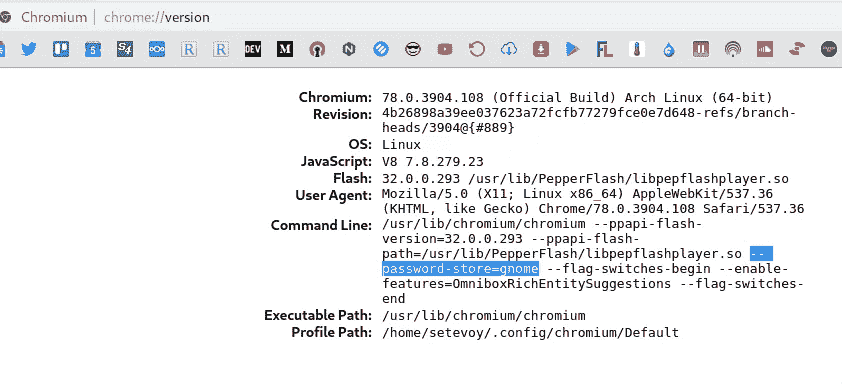 Chromium | chrome://version
5 S4 R R DEV M N FL
Chromium: 78.0.3904.108 (Official Build) Arch Linux (64-bit)
Revision: 4b26898a39ee037623a72fcfb77279fce0e7d648-refs/branch-
heads/3904@{#889}
OS: Linux
JavaScript: V8 7.8.279.23
Flash: 32.0.0.293 /usr/lib/PepperFlash/libpepflashplayer.so
User Agent: Mozilla/5.0 (X11; Linux x86_64) AppleWebKit/537.36
(KHTML, like Gecko) Chrome/78.0.3904.108 Safari/537.36
Command Line: /usr/lib/chromium/chromium --ppapi-flash-
version=32.0.0.293 --ppapi-flash-
path=/usr/lib/PepperFlash/libpepflashplayer.so --
password-store=gnome --flag-switches-begin --enable-
features=OmniboxRichEntitySuggestions --flag-switches-
end
Executable Path: /usr/lib/chromium/chromium
Profile Path: /home/setevoy/.config/chromium/Default